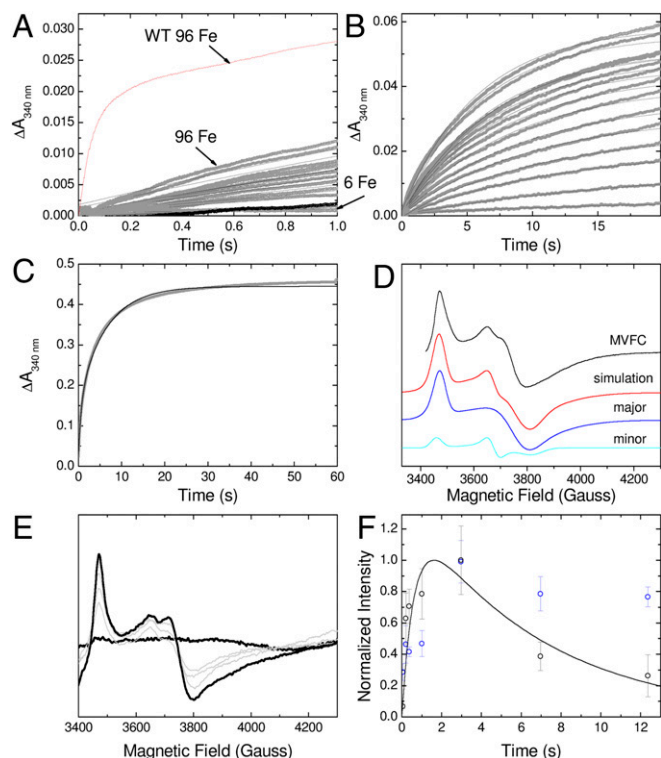 A
0.030
0.025
0.020
0.015
0.010
0.005
0.000
ΔA340 nm
WT 96 Fe
96 Fe
6 Fe
0.0 0.2 0.4 0.6 0.8 1.0
Time (s)
B
0.06
0.04
0.02
0.00
ΔA340 nm
0 5 10 15
Time (s)
C
0.5
0.4
0.3
0.2
0.1
0.0
ΔA340 nm
0 10 20 30 40 50 60
Time (s)
D
MVFC
simulation
major
minor
3400 3600 3800 4000 4200
Magnetic Field (Gauss)
E
3400 3600 3800 4000 4200
Magnetic Field (Gauss)
F
1.2
1.0
0.8
0.6
0.4
0.2
0.0
Normalized Intensity
0 2 4 6 8 10 12
Time (s)